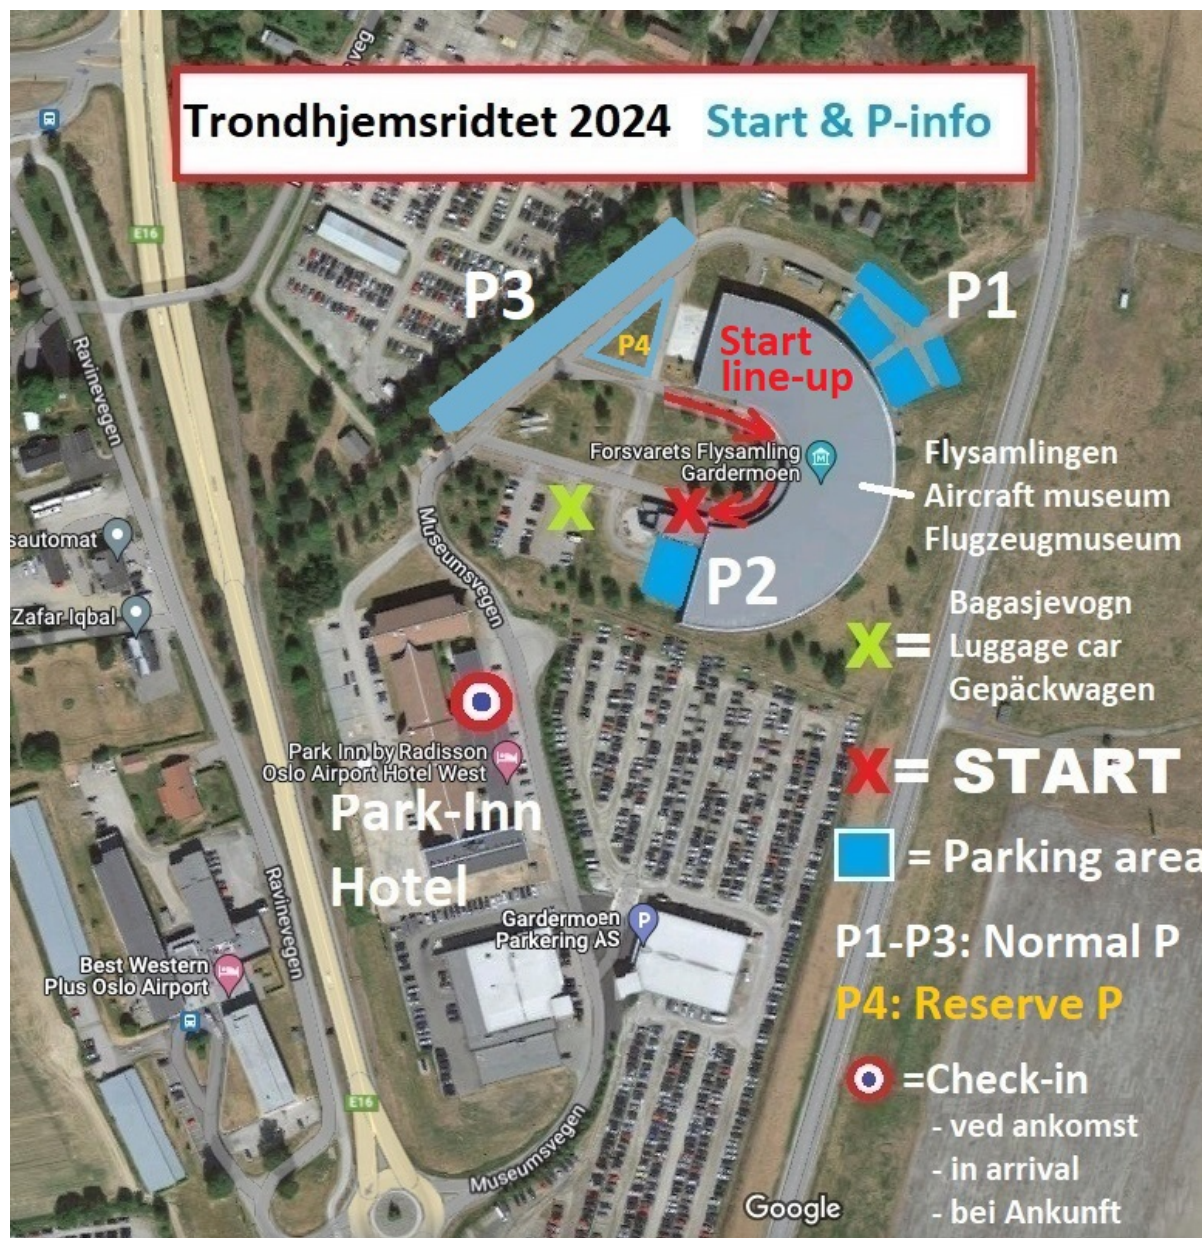 veg
Trondhjemsridtet 2024 Start & P-info
E16
P3
P1
P4
Start
line-up
Ravinevegen
Forsvarets Flysamling
Gardermoen
Flysamlingen
Aircraft museum
Flugzeugmuseum
X
X
sautomat
Museumsvegen
P2
Zafar Iqbal
Bagasjevogn
X= Luggage car
Gepäckwagen
Park Inn by Radisson
Oslo Airport Hotel West
X= START
Park-Inn
Hotel
= Parking area
Ravinevegen
Gardermoen
Parkering AS
P
P1-P3: Normal P
Best Western
Plus Oslo Airport
P4: Reserve P
=Check-in
E16
- ved ankomst
Museumsvegen
- in arrival
Google
- bei Ankunft